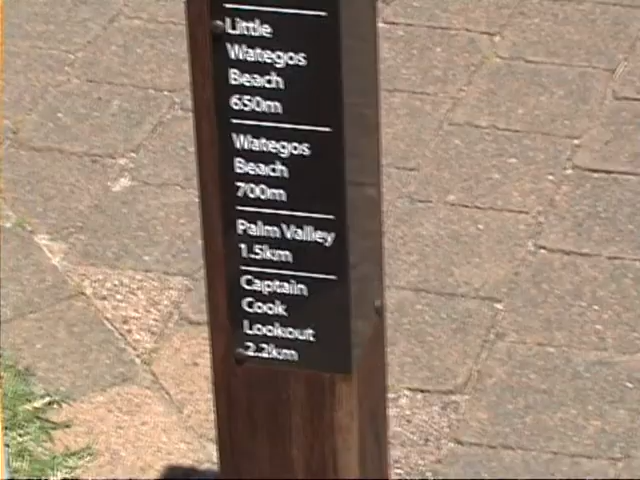 Little
Wategos
Beach
650m
Wategos
Beach
700m
Palm Valley
1.5km
Captain
Cook
Lookout
2.2km